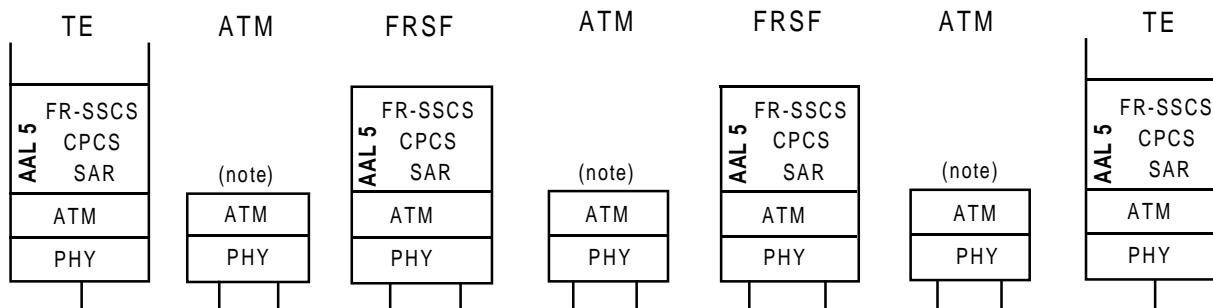 TE ATM FRSF ATM FRSF ATM TE
AAL 5 FR-SSCS CPCS SAR
ATM
PHY
(note)
ATM
PHY
AAL 5 FR-SSCS CPCS SAR
ATM
PHY
(note)
ATM
PHY
AAL 5 FR-SSCS CPCS SAR
ATM
PHY
(note)
ATM
PHY
AAL 5 FR-SSCS CPCS SAR
ATM
PHY